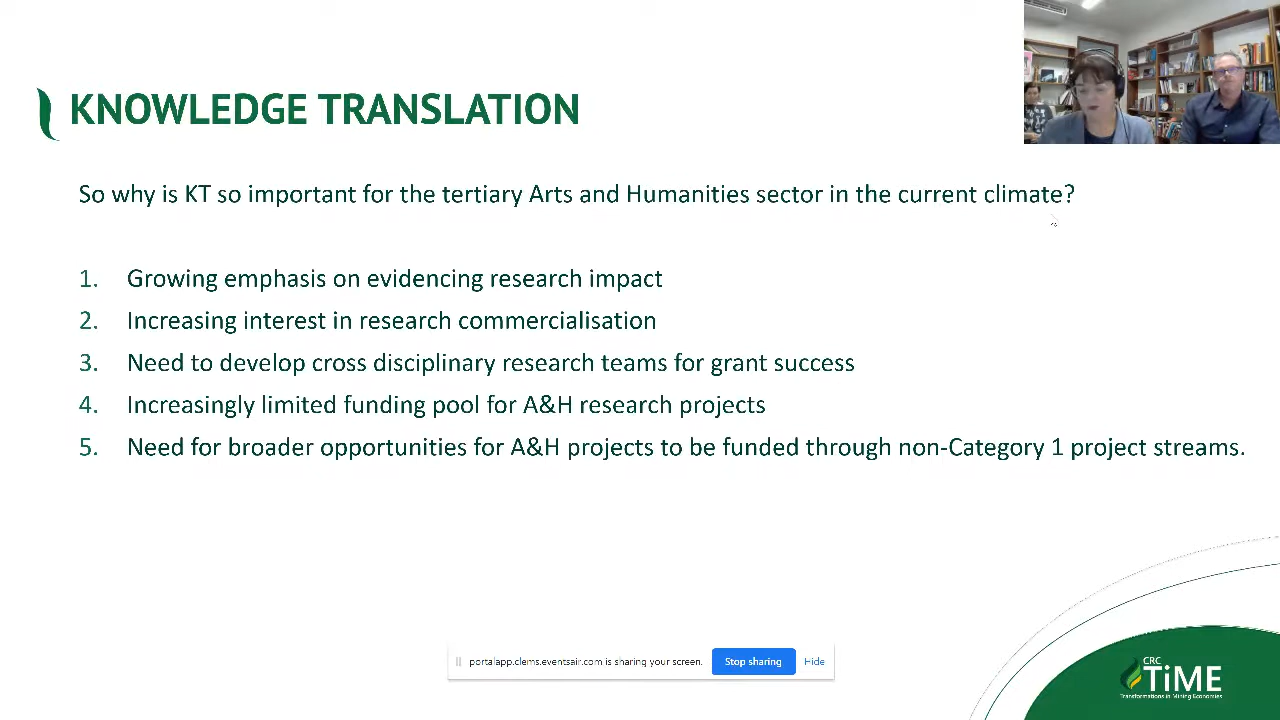 KNOWLEDGE TRANSLATION
So why is KT so important for the tertiary Arts and Humanities sector in the current climate?
1. Growing emphasis on evidencing research impact
2. Increasing interest in research commercialisation
3. Need to develop cross disciplinary research teams for grant success
4. Increasingly limited funding pool for A&H research projects
5. Need for broader opportunities for A&H projects to be funded through non-Category 1 project streams.
portalapp.clems.eventsair.com is sharing your screen. Stop sharing Hide
CRC
TiME
Transformations in Mining Economies